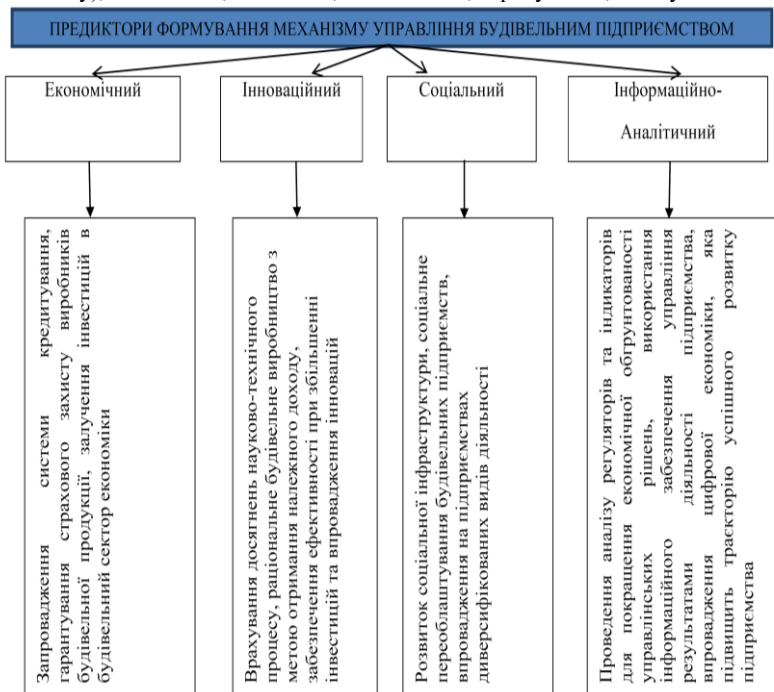 ПРЕДИКТОРИ ФОРМУВАННЯ МЕХАНІЗМУ УПРАВЛІННЯ БУДІВЕЛЬНИМ ПІДПРИЄМСТВОМ
Економічний
Інноваційний
Соціальний
Інформаційно-
Аналітичний
Запровадження системи кредитування,
гарантування страхового захисту виробників
будівельної продукції, залучення інвестицій в
будівельний сектор економіки
Врахування досягнень науково-технічного
процесу, раціональне будівельне виробництво з
метою отримання належного доходу,
забезпечення ефективності при збільшенні
інвестицій та впровадження інновацій
Розвиток соціальної інфраструктури, соціальне
переоблаштування будівельних підприємств,
впровадження на підприємствах
диверсифікованих видів діяльності
Проведення аналізу регуляторів та індикаторів
для покращення економічної обґрунтованості
управлінських рішень, використання
інформаційного забезпечення управління
результатами діяльності підприємства,
впровадження цифрової економіки, яка
підвищить траєкторію успішного розвитку
підприємства